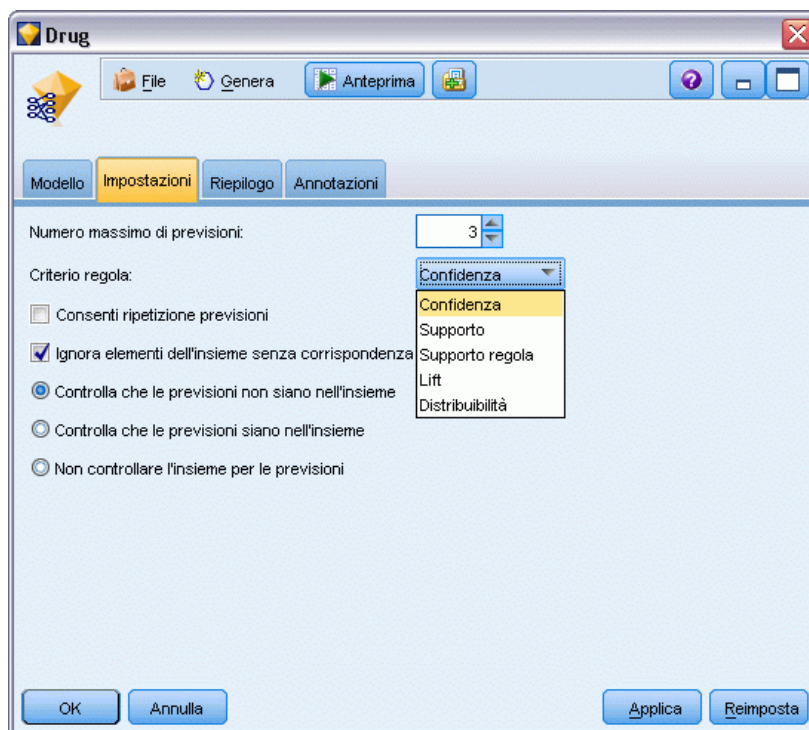 Drug
File Genera Anteprima
Modello Impostazioni Riepilogo Annotazioni
Numero massimo di previsioni: 3
Criterio regola: Confidenza
Confidenza
Consenti ripetizione previsioni
Supporto
Ignora elementi dell'insieme senza corrispondenza
Supporto regola
Lift
Controlla che le previsioni non siano nell'insieme
Distribuibilità
Controlla che le previsioni siano nell'insieme
Non controllare l'insieme per le previsioni
OK Annulla Applica Reimposta